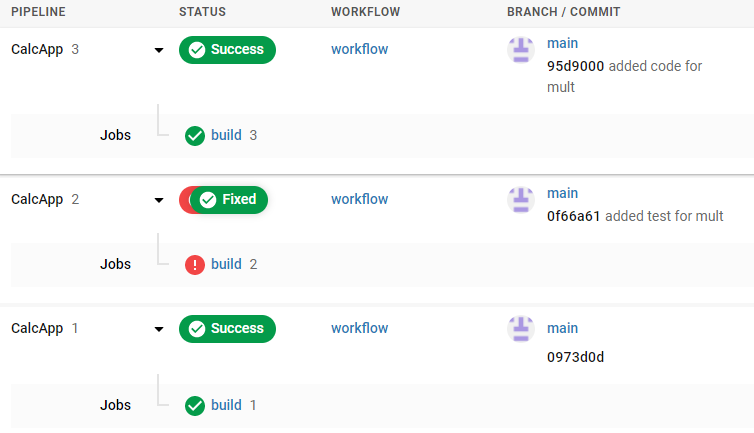 PIPELINE STATUS WORKFLOW BRANCH / COMMIT
CalcApp 3 Success workflow main
95d9000 added code for
mult
Jobs build 3
CalcApp 2 Fixed workflow main
0f66a61 added test for mult
Jobs build 2
CalcApp 1 Success workflow main
0973d0d
Jobs build 1